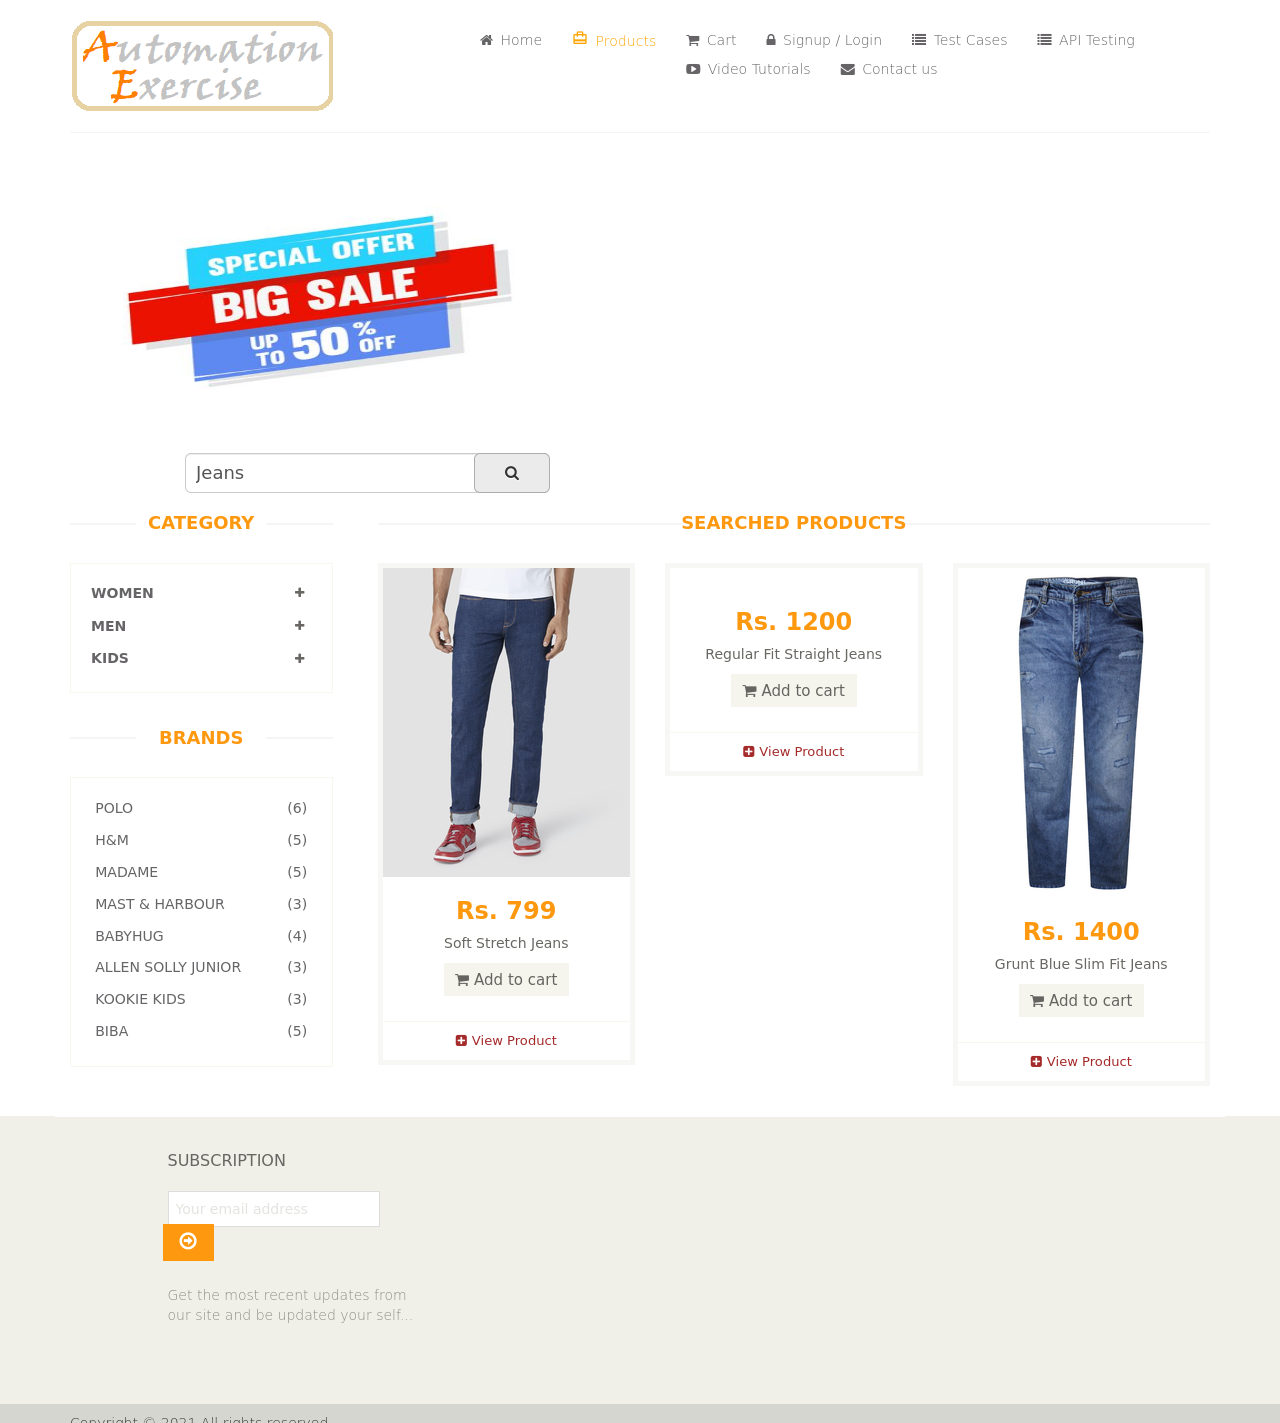 Automation
Exercise
Home
Products
Cart
Signup / Login
Test Cases
API Testing
Video Tutorials
Contact us
SPECIAL OFFER
BIG SALE
UP TO 50% OFF
Jeans
CATEGORY
WOMEN
MEN
KIDS
BRANDS
POLO (6)
H&M (5)
MADAME (5)
MAST & HARBOUR (3)
BABYHUG (4)
ALLEN SOLLY JUNIOR (3)
KOOKIE KIDS (3)
BIBA (5)
SEARCHED PRODUCTS
Rs. 799
Soft Stretch Jeans
Add to cart
View Product
Rs. 1200
Regular Fit Straight Jeans
Add to cart
View Product
Rs. 1400
Grunt Blue Slim Fit Jeans
Add to cart
View Product
SUBSCRIPTION
Your email address
Get the most recent updates from
our site and be updated your self...
Copyright © 2021 All rights reserved